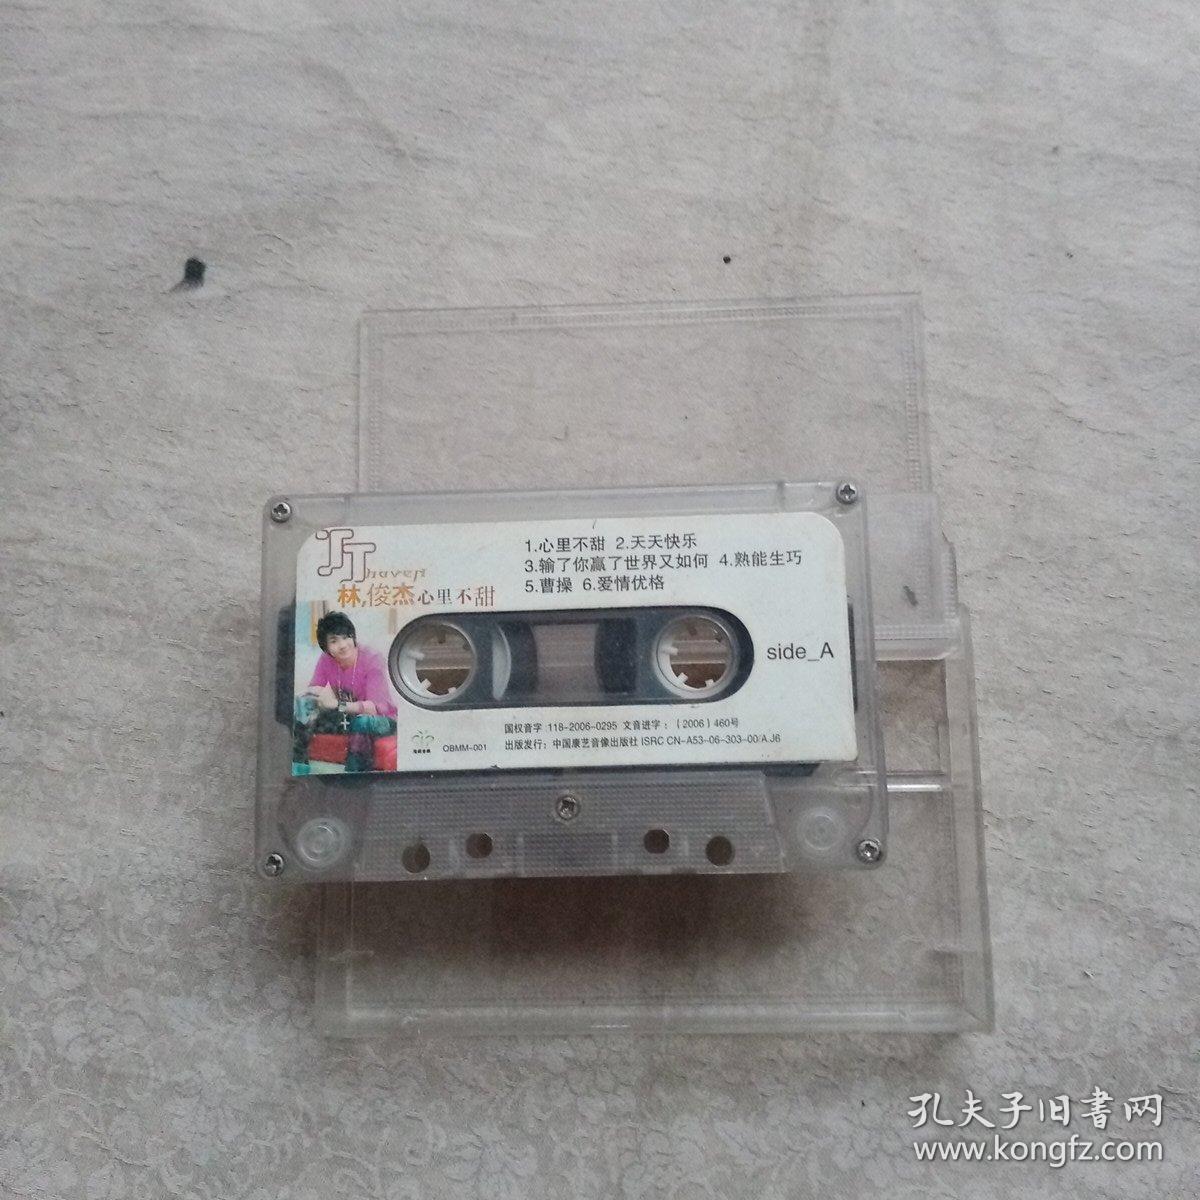 JJ
haven
林俊杰心里不甜
1.心里不甜 2.天天快乐
3.输了你赢了世界又如何 4.熟能生巧
5.曹操 6.爱情优格
side_A
国权音字 118-2006-0295 文音进字：（2006）460号
OBMM-001 出版发行：中国康艺音像出版社 ISRC CN-A53-06-303-00/A.J6
孔夫子旧书网
www.kongfz.com